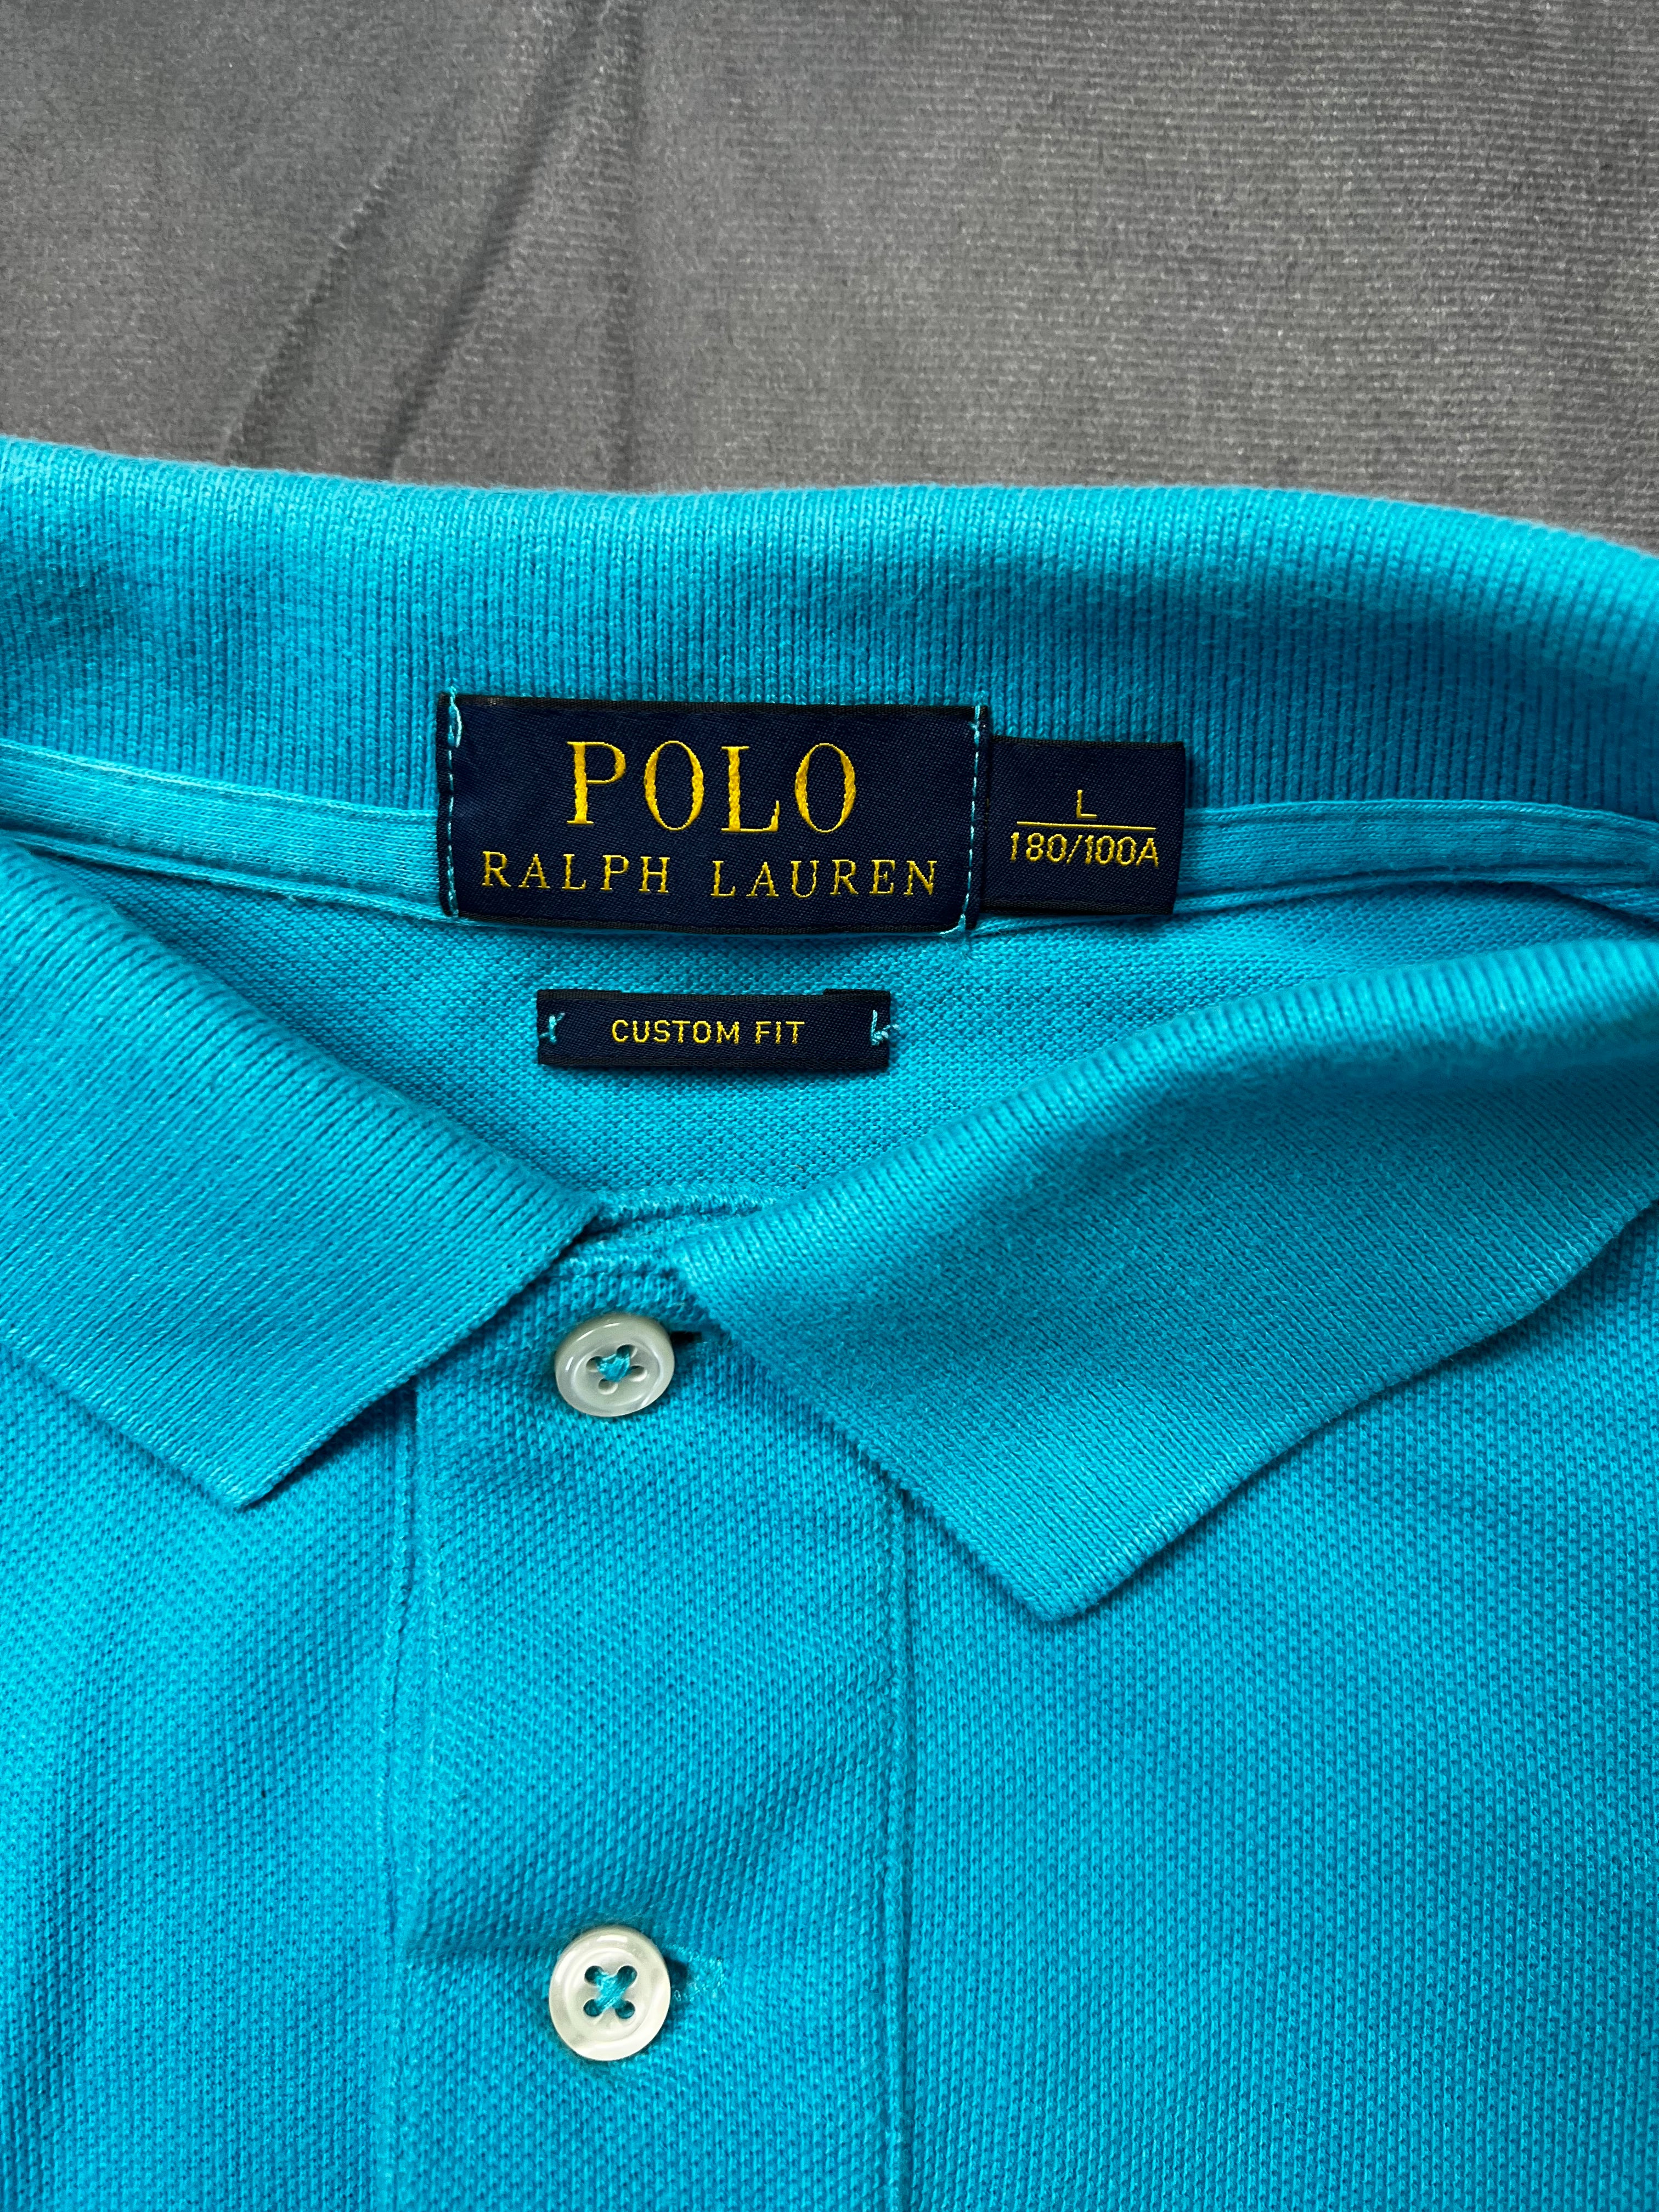 POLO
RALPH LAUREN
L
180/100A
CUSTOM FIT